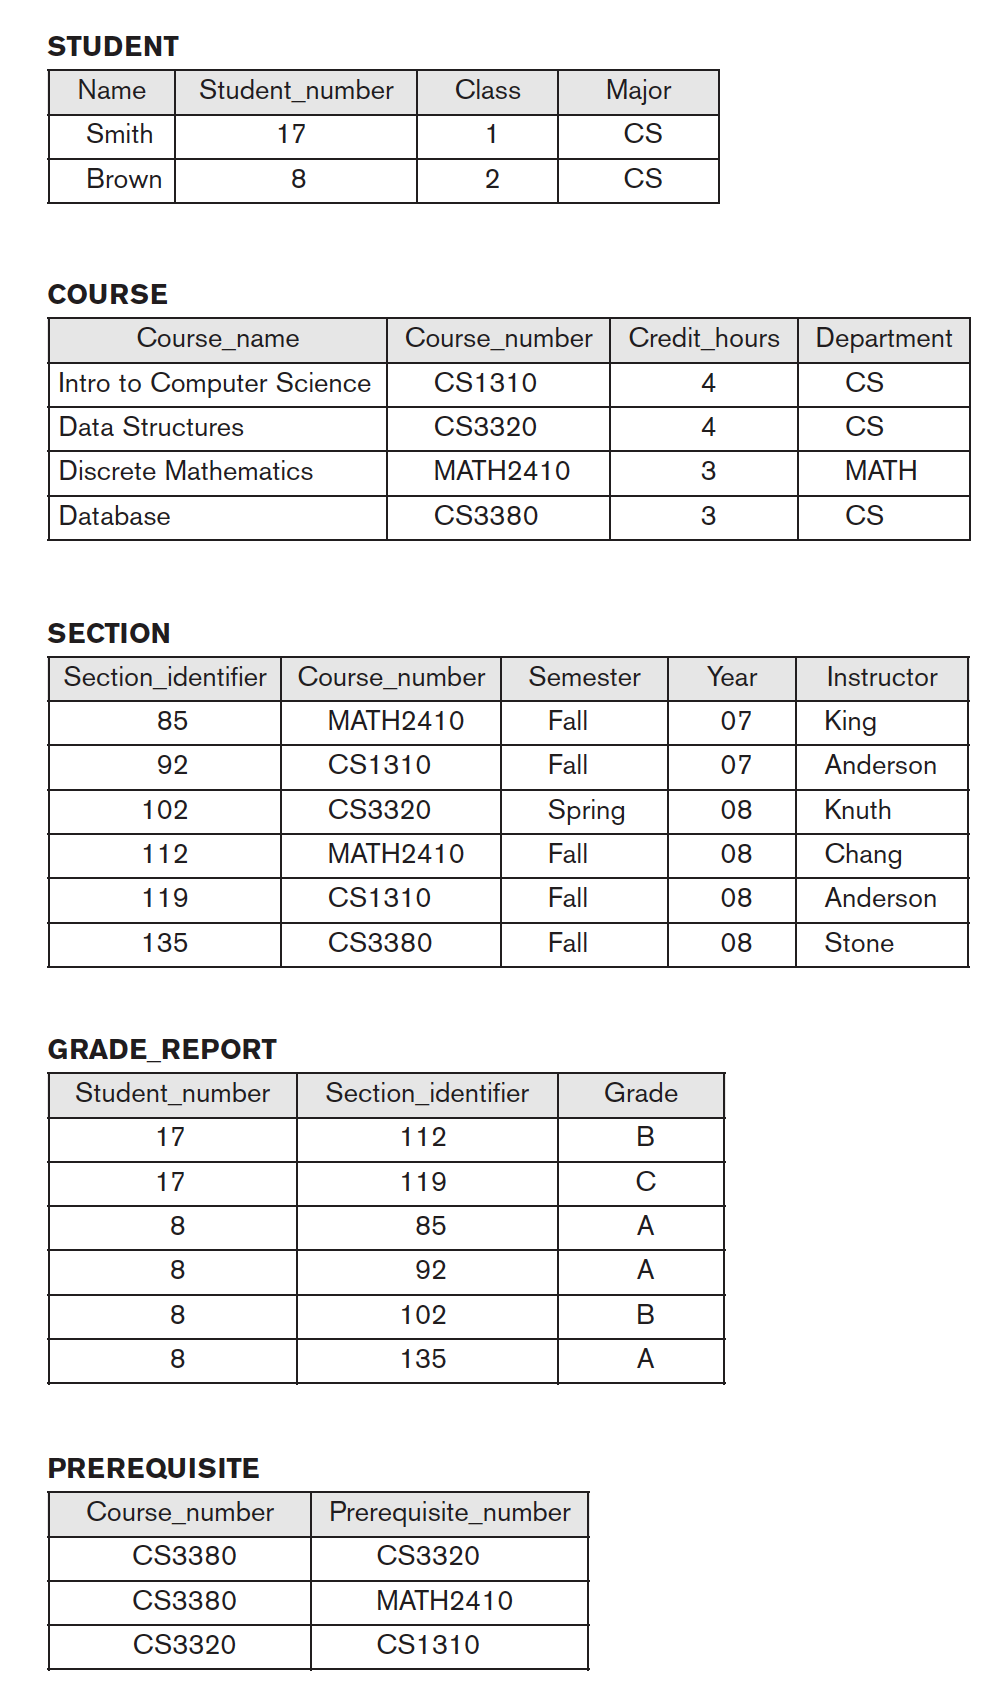 STUDENT
Name Student_number Class Major
Smith 17 1 CS
Brown 8 2 CS
COURSE
Course_name Course_number Credit_hours Department
Intro to Computer Science CS1310 4 CS
Data Structures CS3320 4 CS
Discrete Mathematics MATH2410 3 MATH
Database CS3380 3 CS
SECTION
Section_identifier Course_number Semester Year Instructor
85 MATH2410 Fall 07 King
92 CS1310 Fall 07 Anderson
102 CS3320 Spring 08 Knuth
112 MATH2410 Fall 08 Chang
119 CS1310 Fall 08 Anderson
135 CS3380 Fall 08 Stone
GRADE_REPORT
Student_number Section_identifier Grade
17 112 B
17 119 C
8 85 A
8 92 A
8 102 B
8 135 A
PREREQUISITE
Course_number Prerequisite_number
CS3380 CS3320
CS3380 MATH2410
CS3320 CS1310